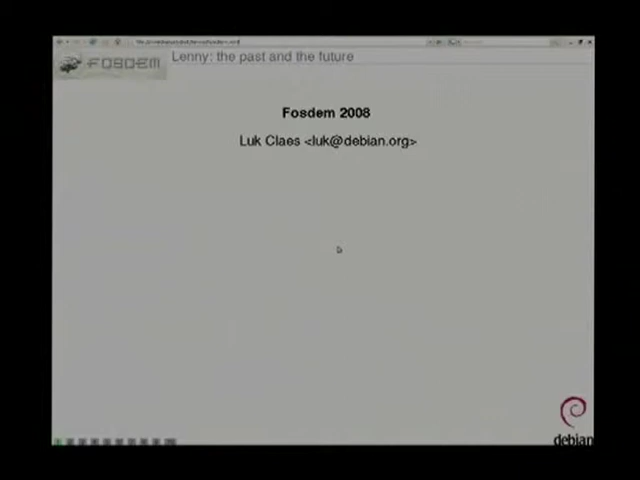 FOSDEM
Lenny: the past and the future
Fosdem 2008
Luk Claes <luk@debian.org>
debian